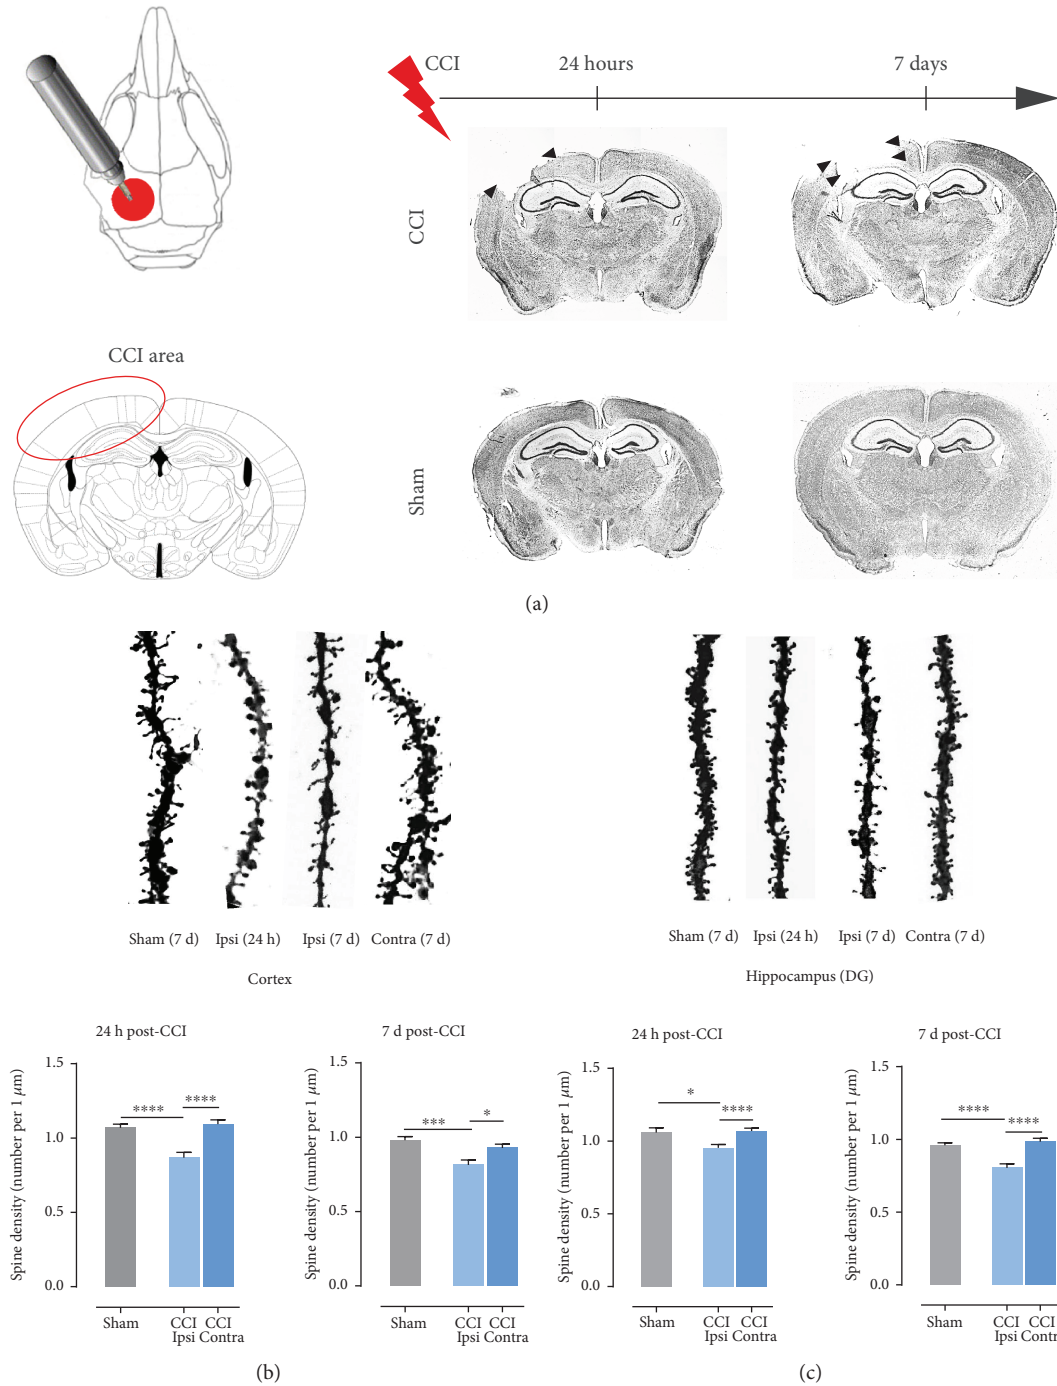 CCI
24 hours
7 days
CCI
CCI area
Sham
(a)
Sham (7 d) Ipsi (24 h) Ipsi (7 d) Contra (7 d)
Cortex
Sham (7 d) Ipsi (24 h) Ipsi (7 d) Contra (7 d)
Hippocampus (DG)
24 h post-CCI
Spine density (number per 1 μm)
1.5
1.0
0.5
0.0
**** ****
Sham CCI CCI
Ipsi Contra
7 d post-CCI
Spine density (number per 1 μm)
1.5
1.0
0.5
0.0
*** *
Sham CCI CCI
Ipsi Contra
(b)
24 h post-CCI
Spine density (number per 1 μm)
1.5
1.0
0.5
0.0
* ****
Sham CCI CCI
Ipsi Contra
7 d post-CCI
Spine density (number per 1 μm)
1.5
1.0
0.5
0.0
**** ****
Sham CCI CCI
Ipsi Contra
(c)